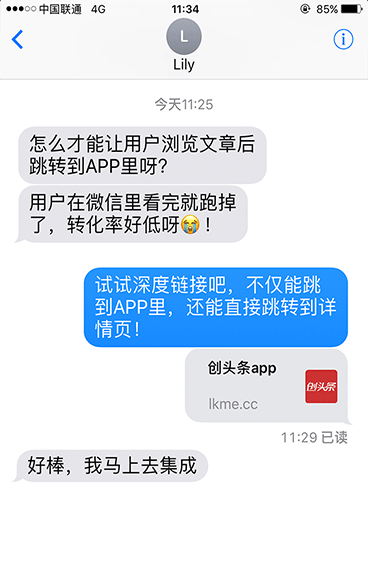 中国联通 4G 11:34 85%
L
Lily
今天11:25
怎么才能让用户浏览文章后
跳转到APP里呀?
用户在微信里看完就跑掉
了，转化率好低呀😭！
试试深度链接吧，不仅能跳
到APP里，还能直接跳转到详
情页！
创头条app
创头条
lkme.cc
11:29 已读
好棒，我马上去集成